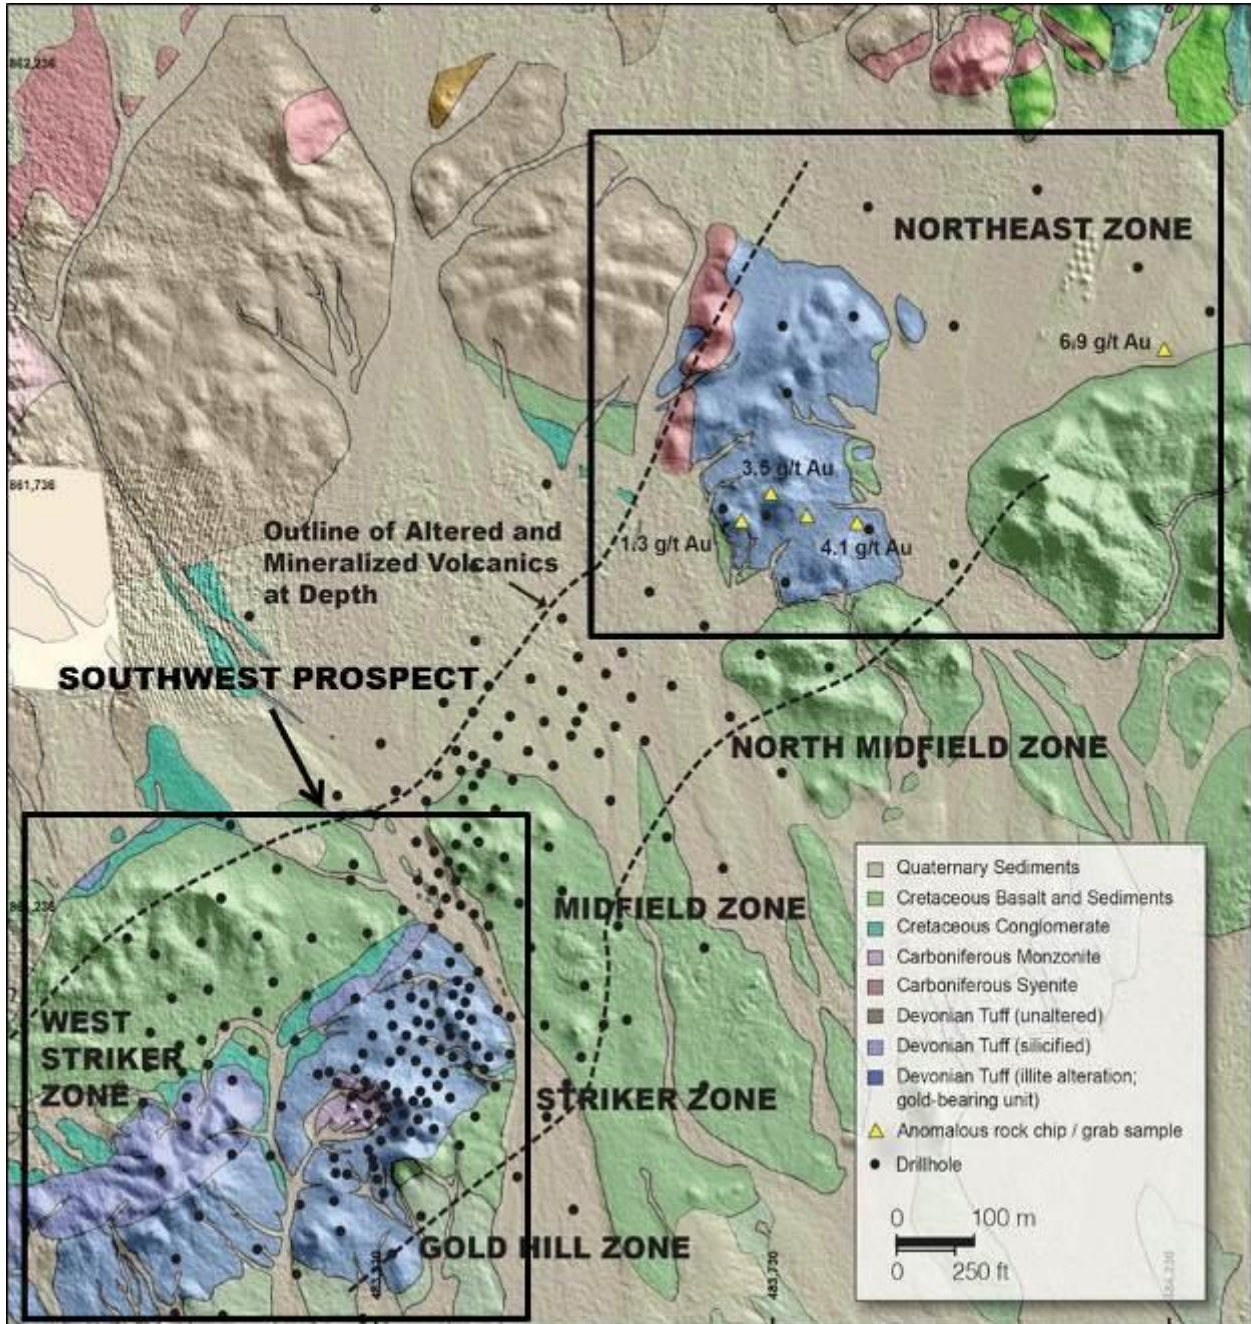 862,236
NORTHEAST ZONE
6.9 g/t Au
3.5 g/t Au
861,736
1.3 g/t Au
4.1 g/t Au
Outline of Altered and
Mineralized Volcanics
at Depth
SOUTHWEST PROSPECT
NORTH MIDFIELD ZONE
MIDFIELD ZONE
WEST
STRIKER
ZONE
STRIKER ZONE
GOLD HILL ZONE
Quaternary Sediments
Cretaceous Basalt and Sediments
Cretaceous Conglomerate
Carboniferous Monzonite
Carboniferous Syenite
Devonian Tuff (unaltered)
Devonian Tuff (silicified)
Devonian Tuff (illite alteration;
gold-bearing unit)
Anomalous rock chip / grab sample
Drillhole
0 100 m
0 250 ft
483,736
484,236